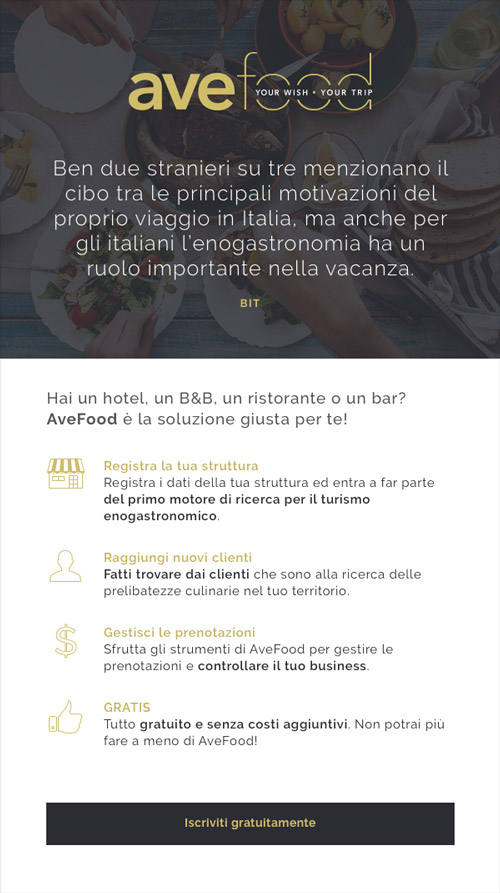 avefood
YOUR WISH • YOUR TRIP
Ben due stranieri su tre menzionano il
cibo tra le principali motivazioni del
proprio viaggio in Italia, ma anche per
gli italiani l'enogastronomia ha un
ruolo importante nella vacanza.
BIT
Hai un hotel, un B&B, un ristorante o un bar?
AveFood è la soluzione giusta per te!
Registra la tua struttura
Registra i dati della tua struttura ed entra a far parte
del primo motore di ricerca per il turismo
enogastronomico.
Raggiungi nuovi clienti
Fatti trovare dai clienti che sono alla ricerca delle
prelibatezze culinarie nel tuo territorio.
Gestisci le prenotazioni
Sfrutta gli strumenti di AveFood per gestire le
prenotazioni e controllare il tuo business.
GRATIS
Tutto gratuito e senza costi aggiuntivi. Non potrai più
fare a meno di AveFood!
Iscriviti gratuitamente